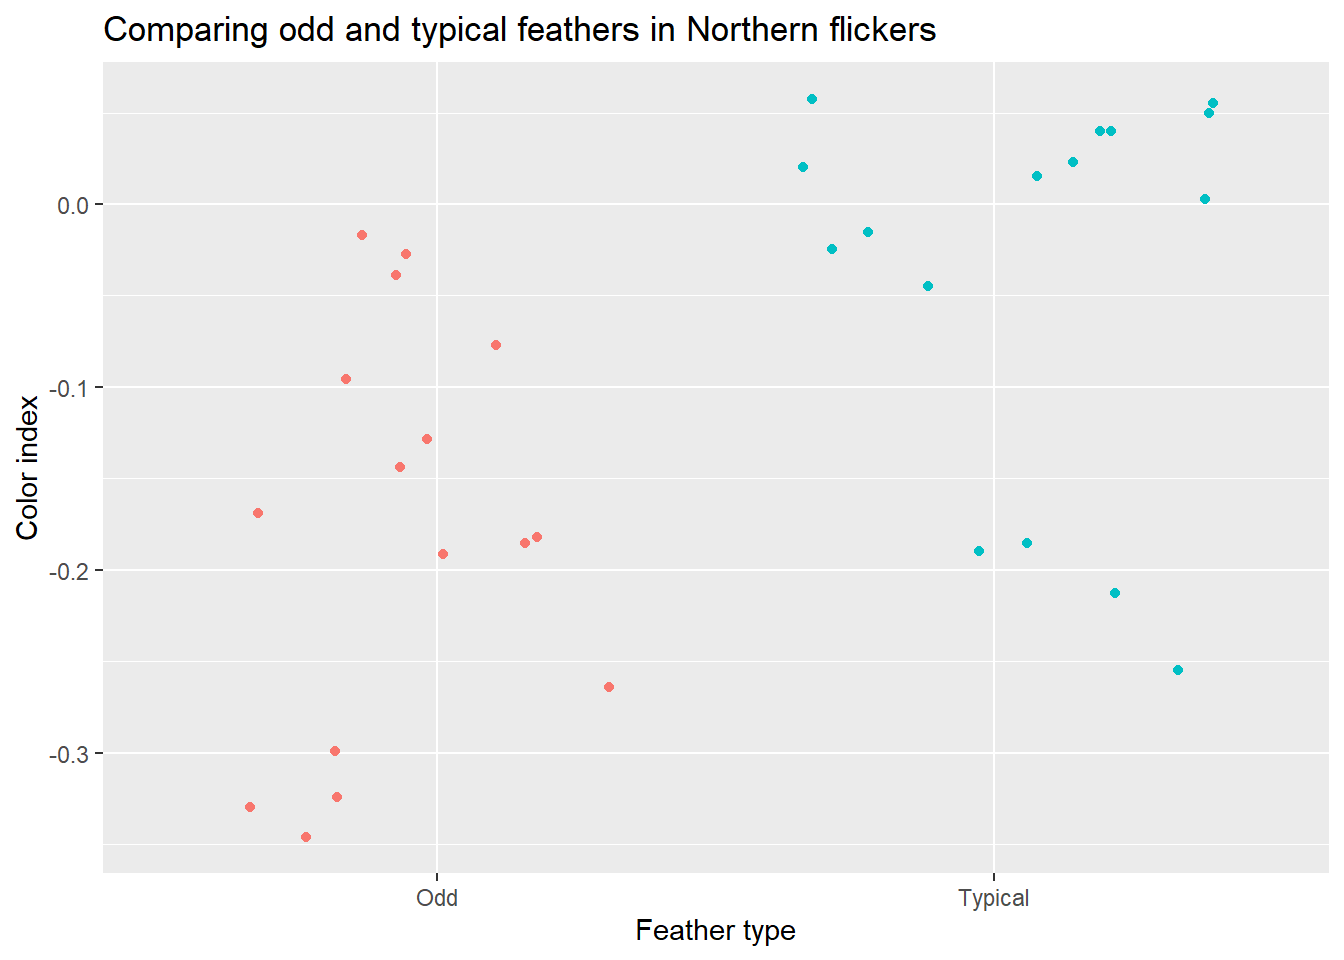 Comparing odd and typical feathers in Northern flickers
0.0
-0.1
-0.2
-0.3
Color index
Odd
Typical
Feather type